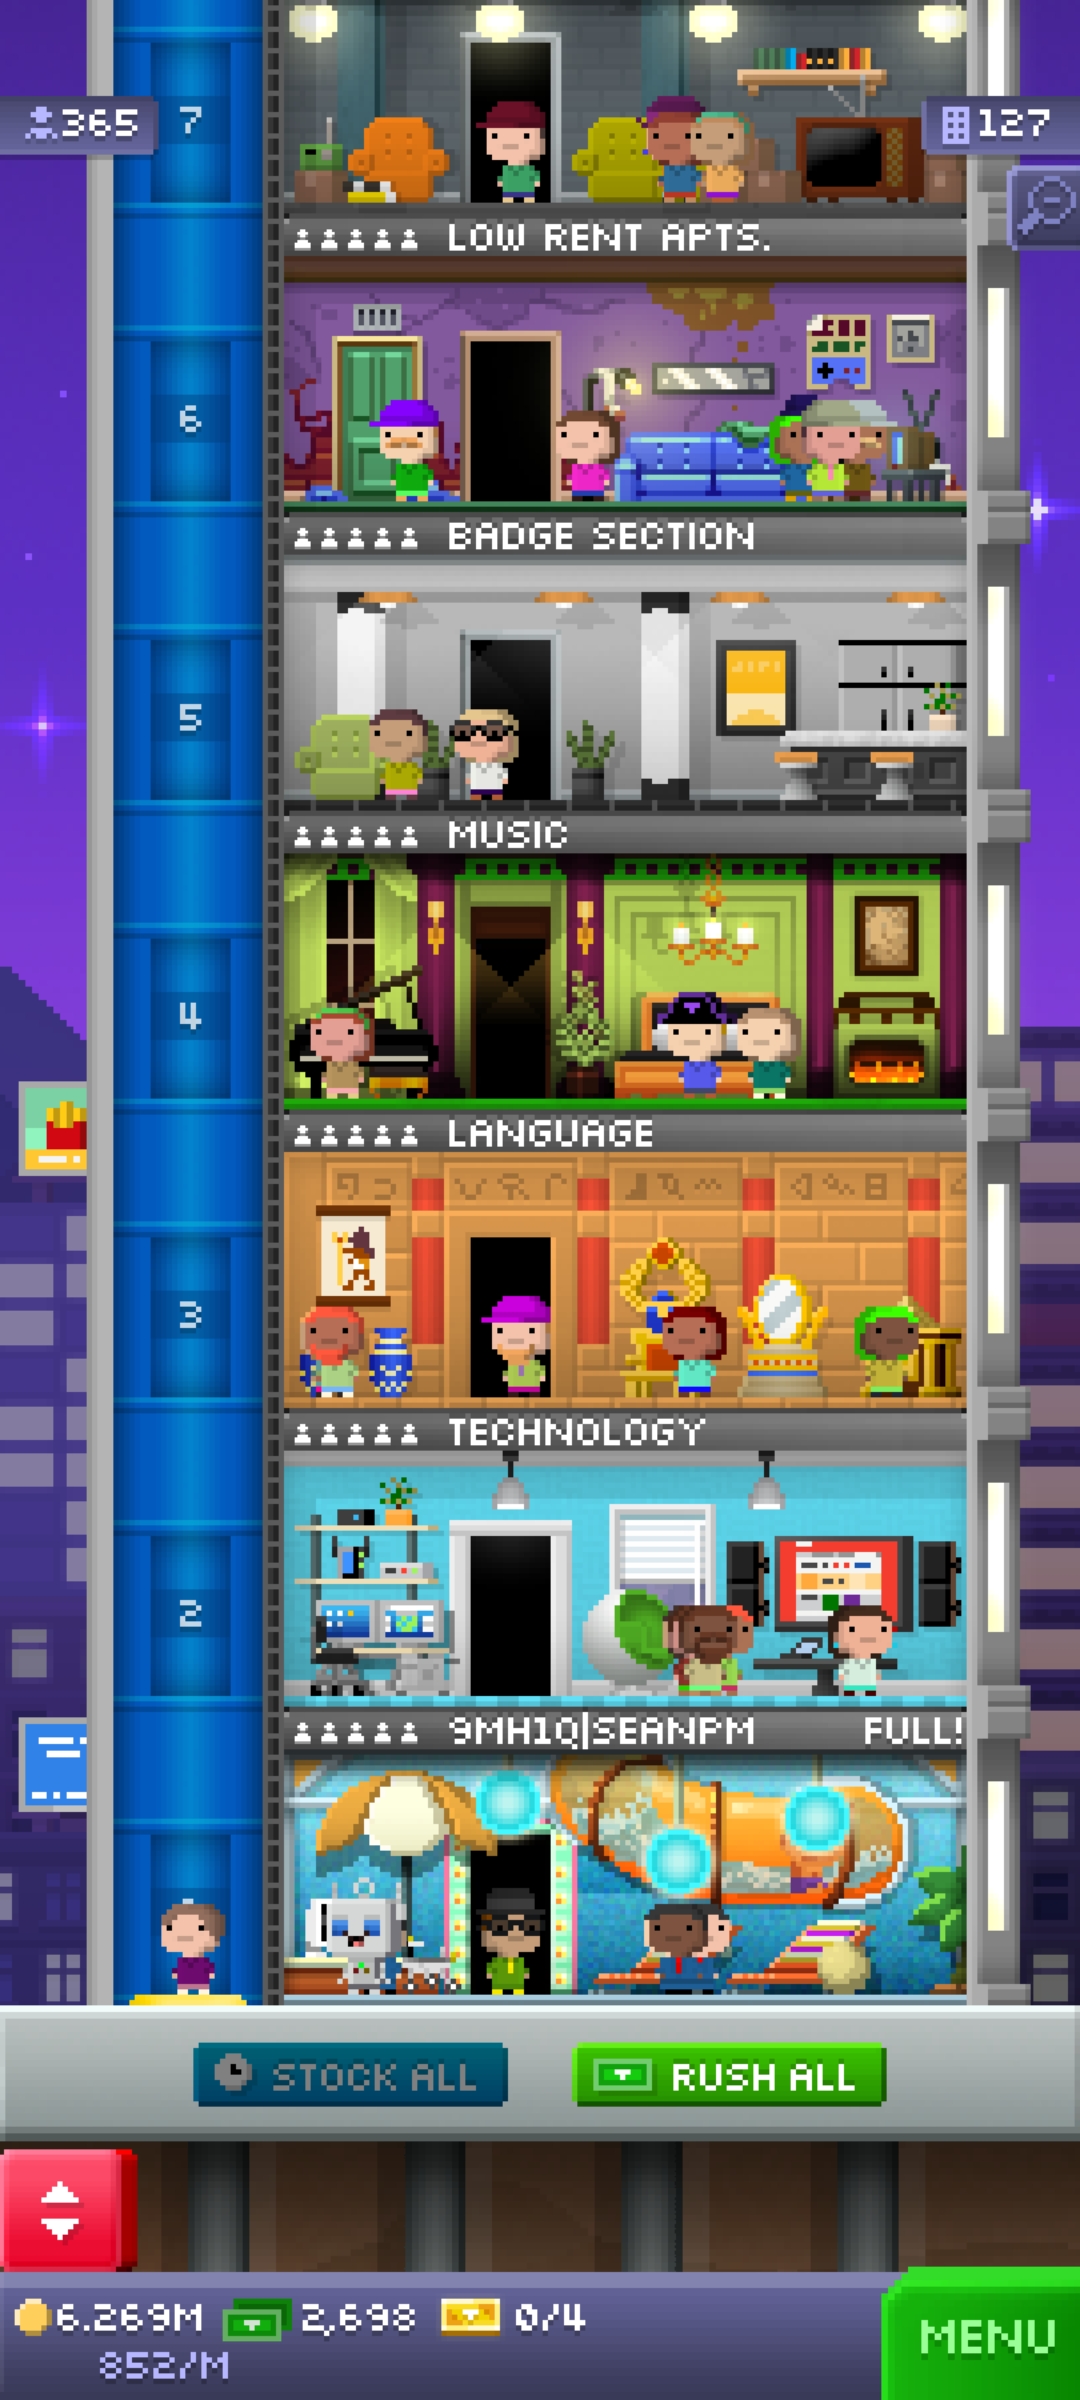 7
365
127
LOW RENT APTS.
6
BADGE SECTION
5
MUSIC
4
LANGUAGE
3
TECHNOLOGY
2
9MH1Q|SEANPM FULL!
STOCK ALL
RUSH ALL
6.269M 2,698 0/4
852/M
MENU